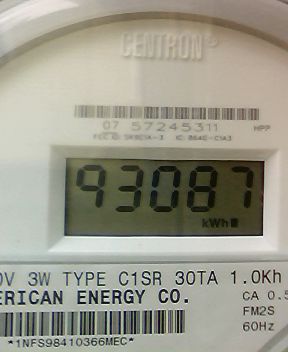 CENTRON®
07 57245311 HPP
93087
kWh
0V 3W TYPE C1SR 30TA 1.0Kh
ERICAN ENERGY CO. CA 0.5
FM2S
60Hz
*1NFS98410366MEC*